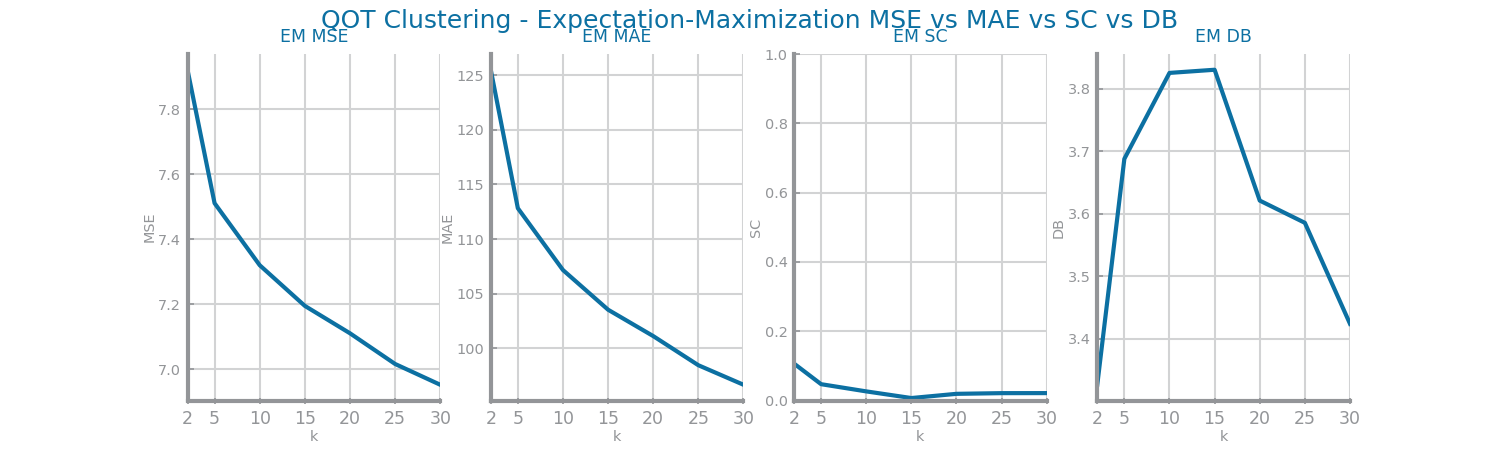 QOT Clustering - Expectation-Maximization MSE vs MAE vs SC vs DB
EM MSE
MSE
7.8
7.6
7.4
7.2
7.0
2 5 10 15 20 25 30
k
EM MAE
MAE
125
120
115
110
105
100
2 5 10 15 20 25 30
k
EM SC
SC
1.0
0.8
0.6
0.4
0.2
0.0
2 5 10 15 20 25 30
k
EM DB
DB
3.8
3.7
3.6
3.5
3.4
2 5 10 15 20 25 30
k